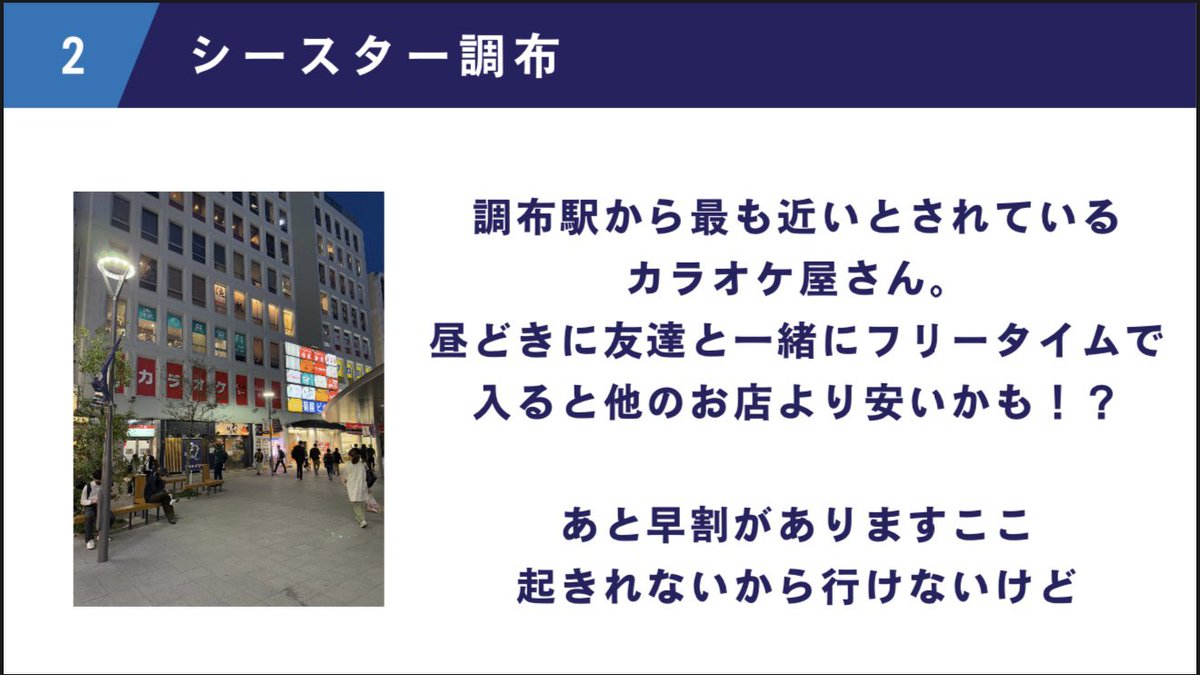 2
シースター調布
調布駅から最も近いとされている
カラオケ屋さん。
昼どきに友達と一緒にフリータイムで
入ると他のお店より安いかも！？
あと早割がありますここ
起きれないから行けないけど
カラオケ